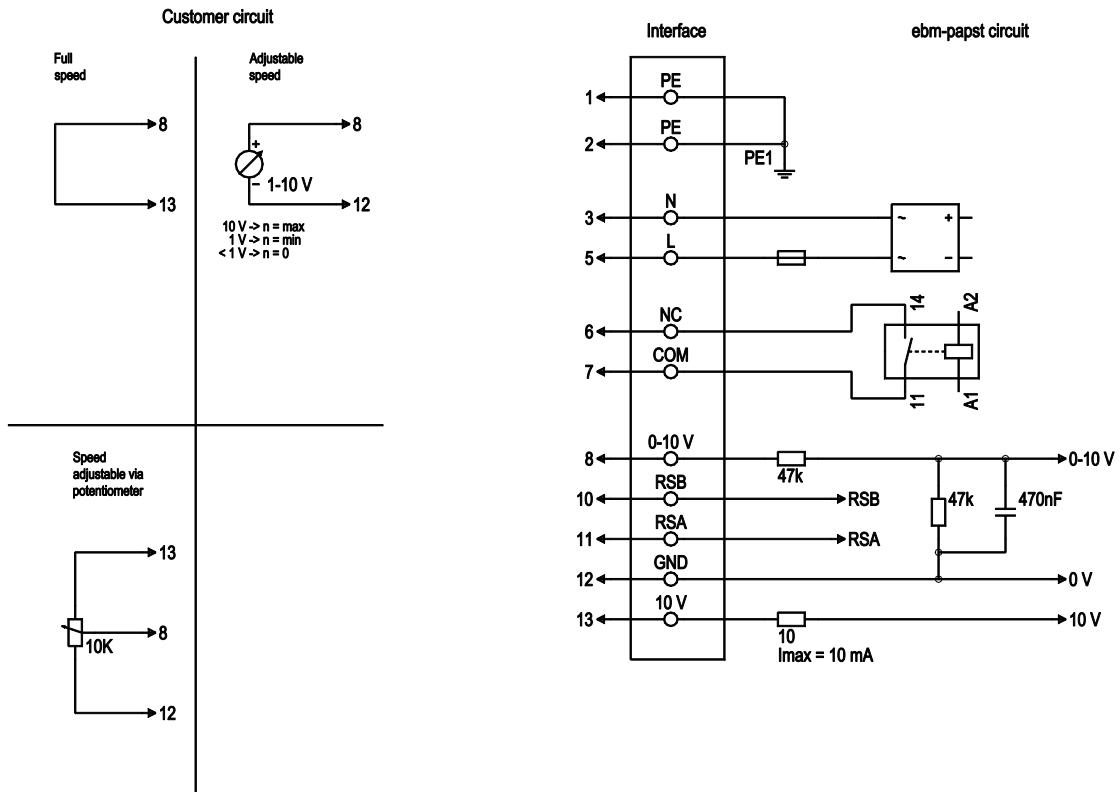 Customer circuit
Full
speed
8
13
Adjustable
speed
8
+
–
1-10 V
12
10 V -> n = max
1 V -> n = min
< 1 V -> n = 0
Speed
adjustable via
potentiometer
13
8
10K
12
Interface
ebm-papst circuit
1
PE
2
PE
PE1
3
N
~
+
5
L
~
–
14
A2
6
NC
7
COM
11
A1
8
0-10 V
47k
0-10 V
10
RSB
RSB
47k
470nF
11
RSA
RSA
12
GND
0 V
13
10 V
10
10 V
Imax = 10 mA